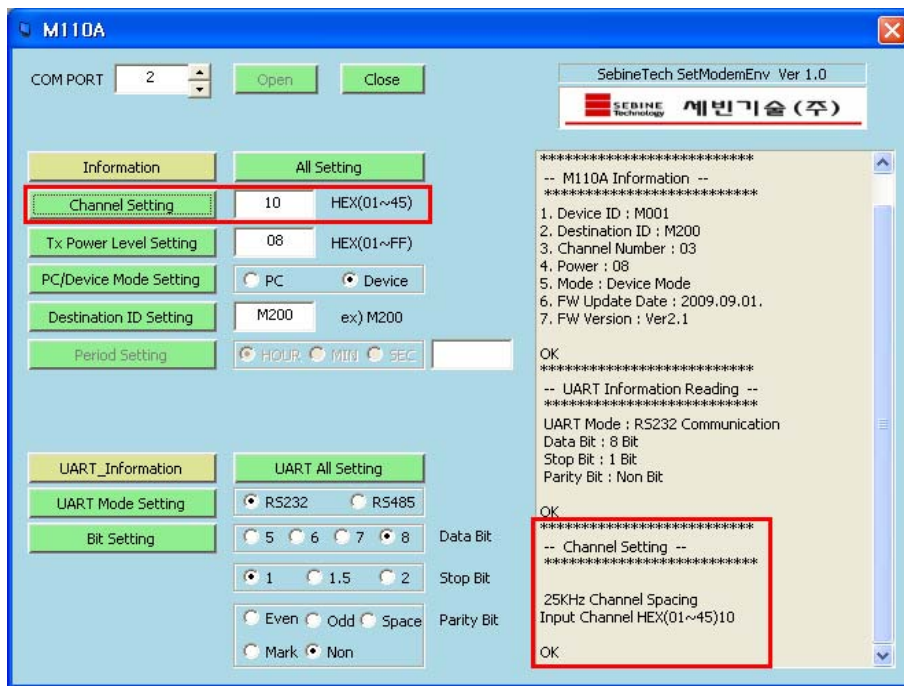 M110A
COM PORT 2 Open Close
SebineTech SetModemEnv Ver 1.0
SEBINE Technology 세빈기술(주)
Information All Setting
Channel Setting 10 HEX(01~45)
Tx Power Level Setting 08 HEX(01~FF)
PC/Device Mode Setting PC Device
Destination ID Setting M200 ex) M200
Period Setting HOUR MIN SEC
UART_Information UART All Setting
UART Mode Setting RS232 RS485
Bit Setting 5 6 7 8 Data Bit
1 1.5 2 Stop Bit
Even Odd Space Parity Bit
Mark Non
***************************
-- M110A Information --
***************************
1. Device ID : M001
2. Destination ID : M200
3. Channel Number : 03
4. Power : 08
5. Mode : Device Mode
6. FW Update Date : 2009.09.01.
7. FW Version : Ver2.1
OK
***************************
-- UART Information Reading --
***************************
UART Mode : RS232 Communication
Data Bit : 8 Bit
Stop Bit : 1 Bit
Parity Bit : Non Bit
OK
***************************
-- Channel Setting --
***************************
25KHz Channel Spacing
Input Channel HEX(01~45)10
OK